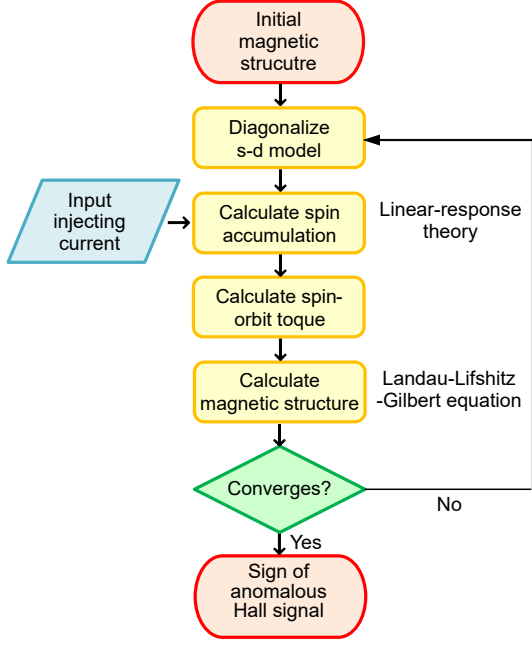 Initial
magnetic
strucutre
Diagonalize
s-d model
Input
injecting
current
Calculate spin
accumulation
Linear-response
theory
Calculate spin-
orbit toque
Calculate
magnetic structure
Landau-Lifshitz
-Gilbert equation
Converges?
No
Yes
Sign of
anomalous
Hall signal